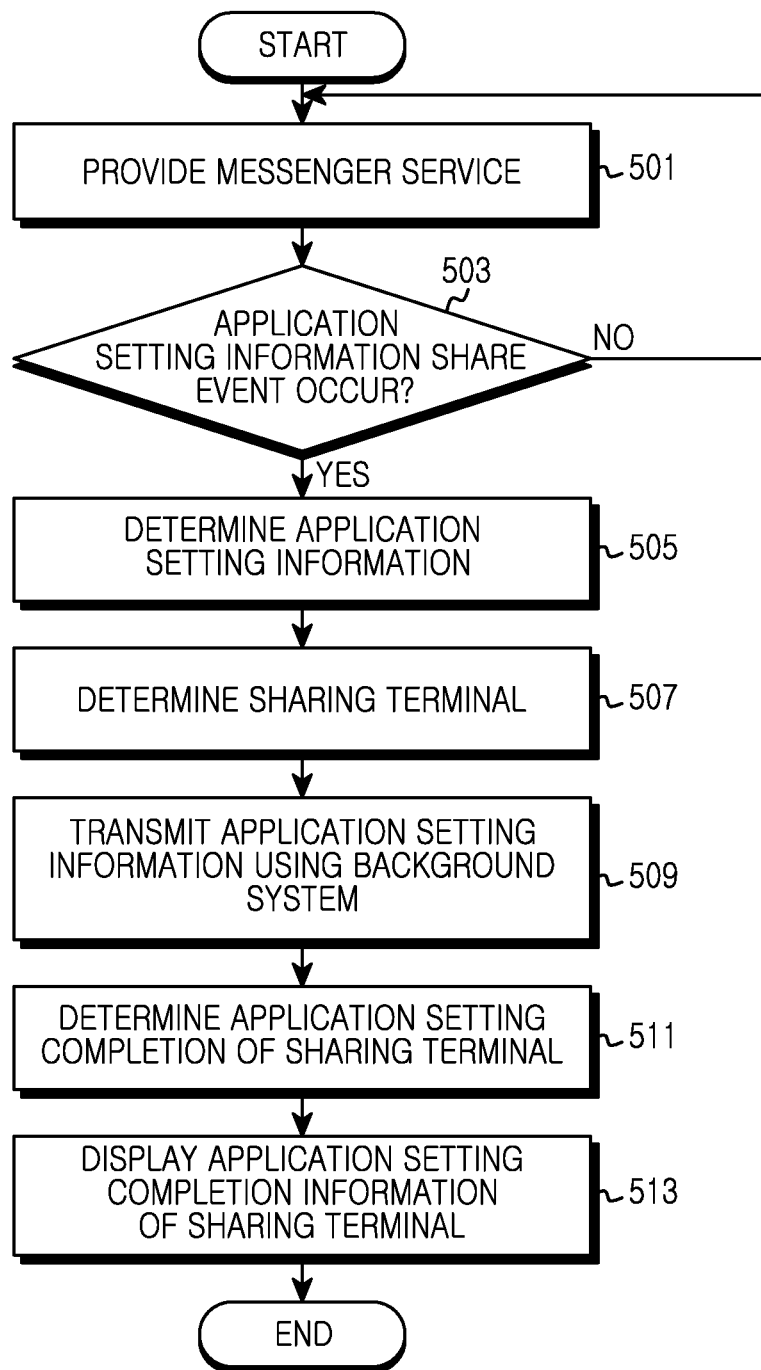 START
PROVIDE MESSENGER SERVICE
501
503
APPLICATION
SETTING INFORMATION SHARE
EVENT OCCUR?
NO
YES
DETERMINE APPLICATION
SETTING INFORMATION
505
DETERMINE SHARING TERMINAL
507
TRANSMIT APPLICATION SETTING
INFORMATION USING BACKGROUND
SYSTEM
509
DETERMINE APPLICATION SETTING
COMPLETION OF SHARING TERMINAL
511
DISPLAY APPLICATION SETTING
COMPLETION INFORMATION
OF SHARING TERMINAL
513
END